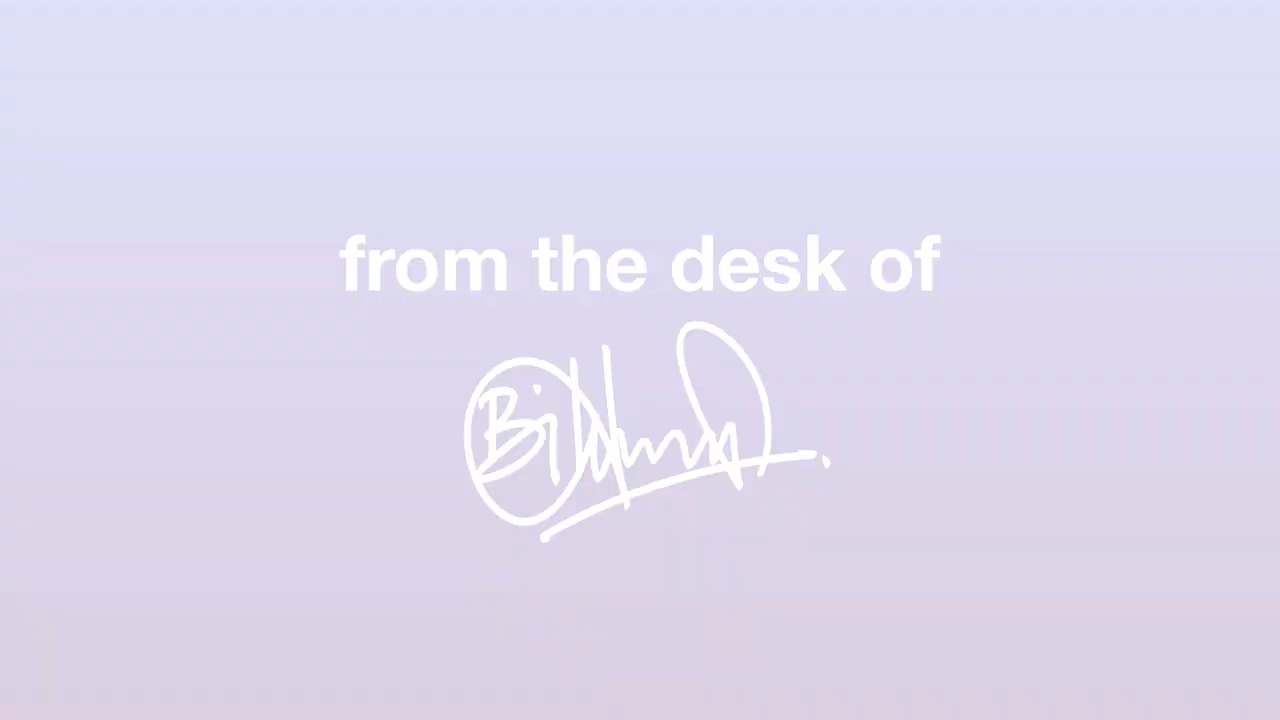 from the desk of